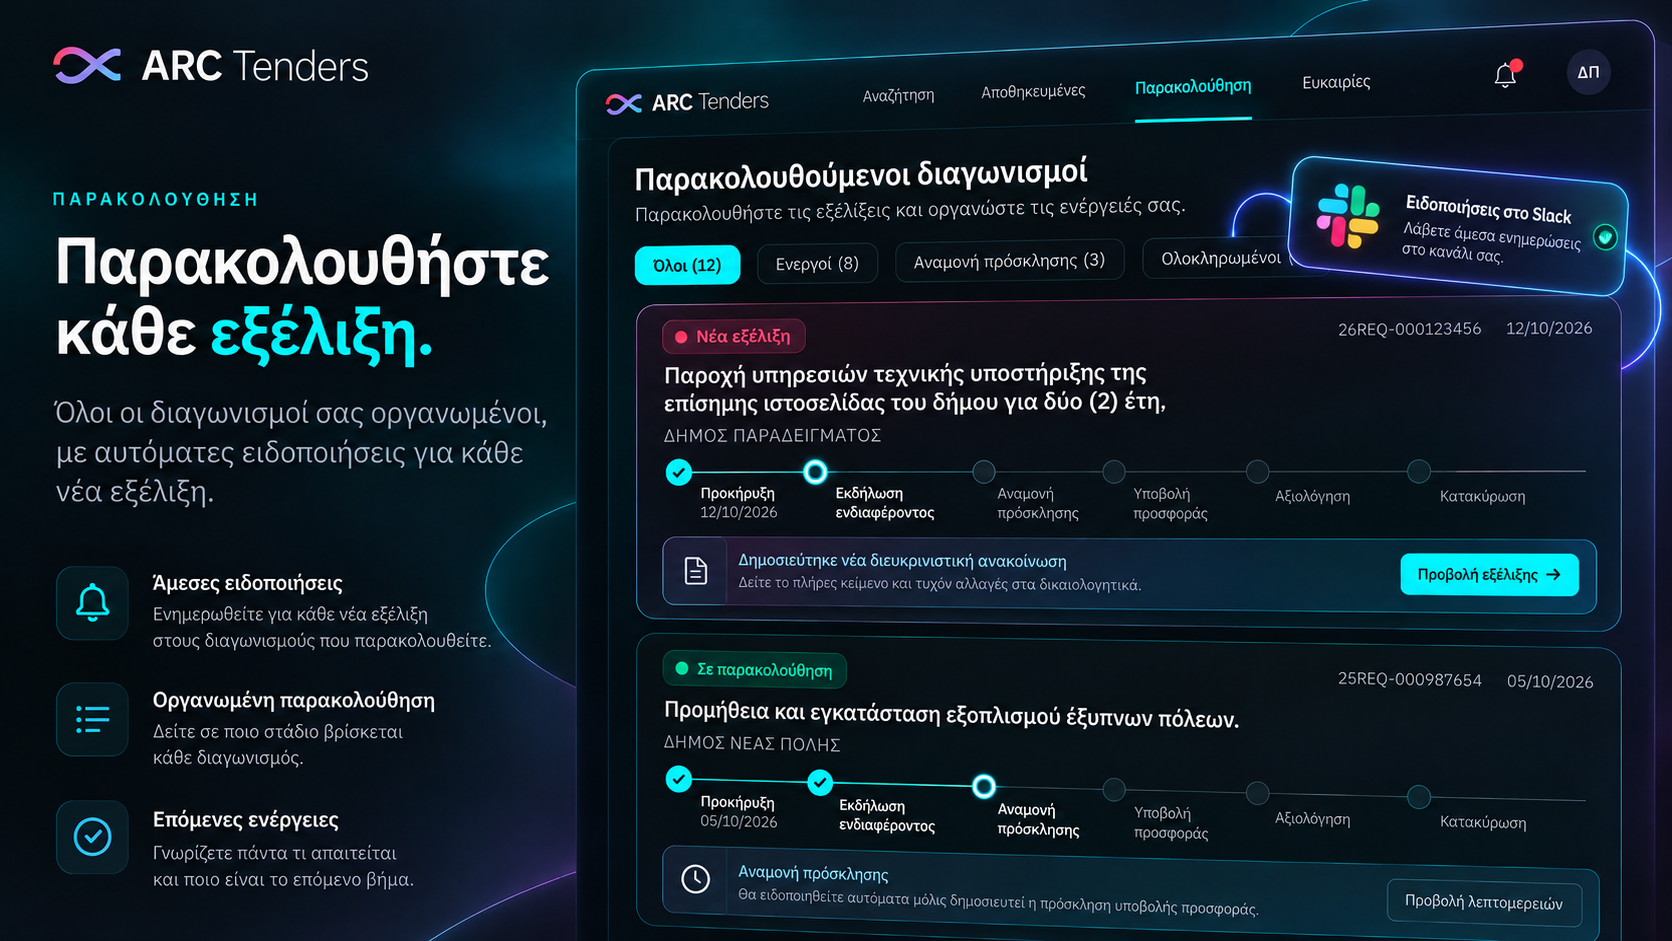 ARC Tenders
ΠΑΡΑΚΟΛΟΥΘΗΣΗ
Παρακολουθήστε
κάθε εξέλιξη.
Όλοι οι διαγωνισμοί σας οργανωμένοι,
με αυτόματες ειδοποιήσεις για κάθε
νέα εξέλιξη.
Άμεσες ειδοποιήσεις
Ενημερωθείτε για κάθε νέα εξέλιξη
στους διαγωνισμούς που παρακολουθείτε.
Οργανωμένη παρακολούθηση
Δείτε σε ποιο στάδιο βρίσκεται
κάθε διαγωνισμός.
Επόμενες ενέργειες
Γνωρίζετε πάντα τι απαιτείται
και ποιο είναι το επόμενο βήμα.
ARC Tenders
Αναζήτηση
Αποθηκευμένες
Παρακολούθηση
Ευκαιρίες
ΔΠ
Παρακολουθούμενοι διαγωνισμοί
Παρακολουθήστε τις εξέλίξεις και οργανώστε τις ενέργειές σας.
Ειδοποιήσεις στο Slack
Λάβετε άμεσα ενημερώσεις
στο κανάλι σας.
Όλοι (12)
Ενεργοί (8)
Αναμονή πρόσκλησης (3)
Ολοκληρωμένοι (
Νέα εξέλιξη
26REQ-000123456 12/10/2026
Παροχή υπηρεσιών τεχνικής υποστήριξης της
επίσημης ιστοσελίδας του δήμου για δύο (2) έτη,
ΔΗΜΟΣ ΠΑΡΑΔΕΙΓΜΑΤΟΣ
Προκήρυξη
12/10/2026
Εκδήλωση
ενδιαφέροντος
Αναμονή
πρόσκλησης
Υποβολή
προσφοράς
Αξιολόγηση
Κατακύρωση
Δημοσιεύτηκε νέα διευκρινιστική ανακοίνωση
Δείτε το πλήρες κείμενο και τυχόν αλλαγές στα δικαιολογητικά.
Προβολή εξέλιξης →
Σε παρακολούθηση
25REQ-000987654 05/10/2026
Προμήθεια και εγκατάσταση εξοπλισμού έξυπνων πόλεων.
ΔΗΜΟΣ ΝΕΑΣ ΠΟΛΗΣ
Προκήρυξη
05/10/2026
Εκδήλωση
ενδιαφέροντος
Αναμονή
πρόσκλησης
Υποβολή
προσφοράς
Αξιολόγηση
Κατακύρωση
Αναμονή πρόσκλησης
Θα ειδοποιηθείτε αυτόματα μόλις δημοσιευτεί η πρόσκληση υποβολής προσφοράς.
Προβολή λεπτομερειών